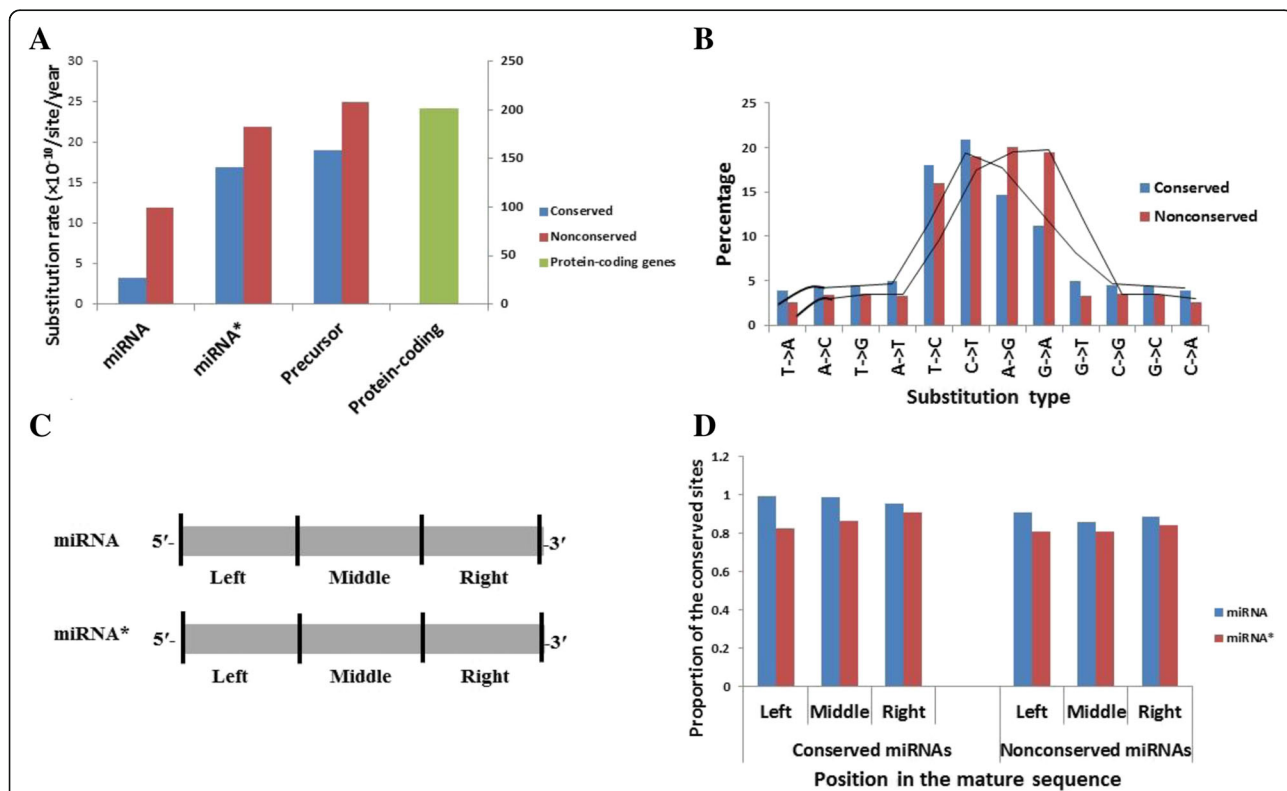 A
Substitution rate (×10⁻¹⁰/site/year
30
25
20
15
10
5
0
250
200
150
100
50
0
miRNA
miRNA*
Precursor
Protein-coding
Conserved
Nonconserved
Protein-coding genes
B
Percentage
25
20
15
10
5
0
T->A
A->C
T->G
A->T
T->C
C->T
A->G
G->A
G->T
C->G
G->C
C->A
Substitution type
Conserved
Nonconserved
C
miRNA 5′- -3′
Left Middle Right
miRNA* 5′- -3′
Left Middle Right
D
Proportion of the conserved sites
1.2
1
0.8
0.6
0.4
0.2
0
Left Middle Right Left Middle Right
Conserved miRNAs Nonconserved miRNAs
Position in the mature sequence
miRNA
miRNA*